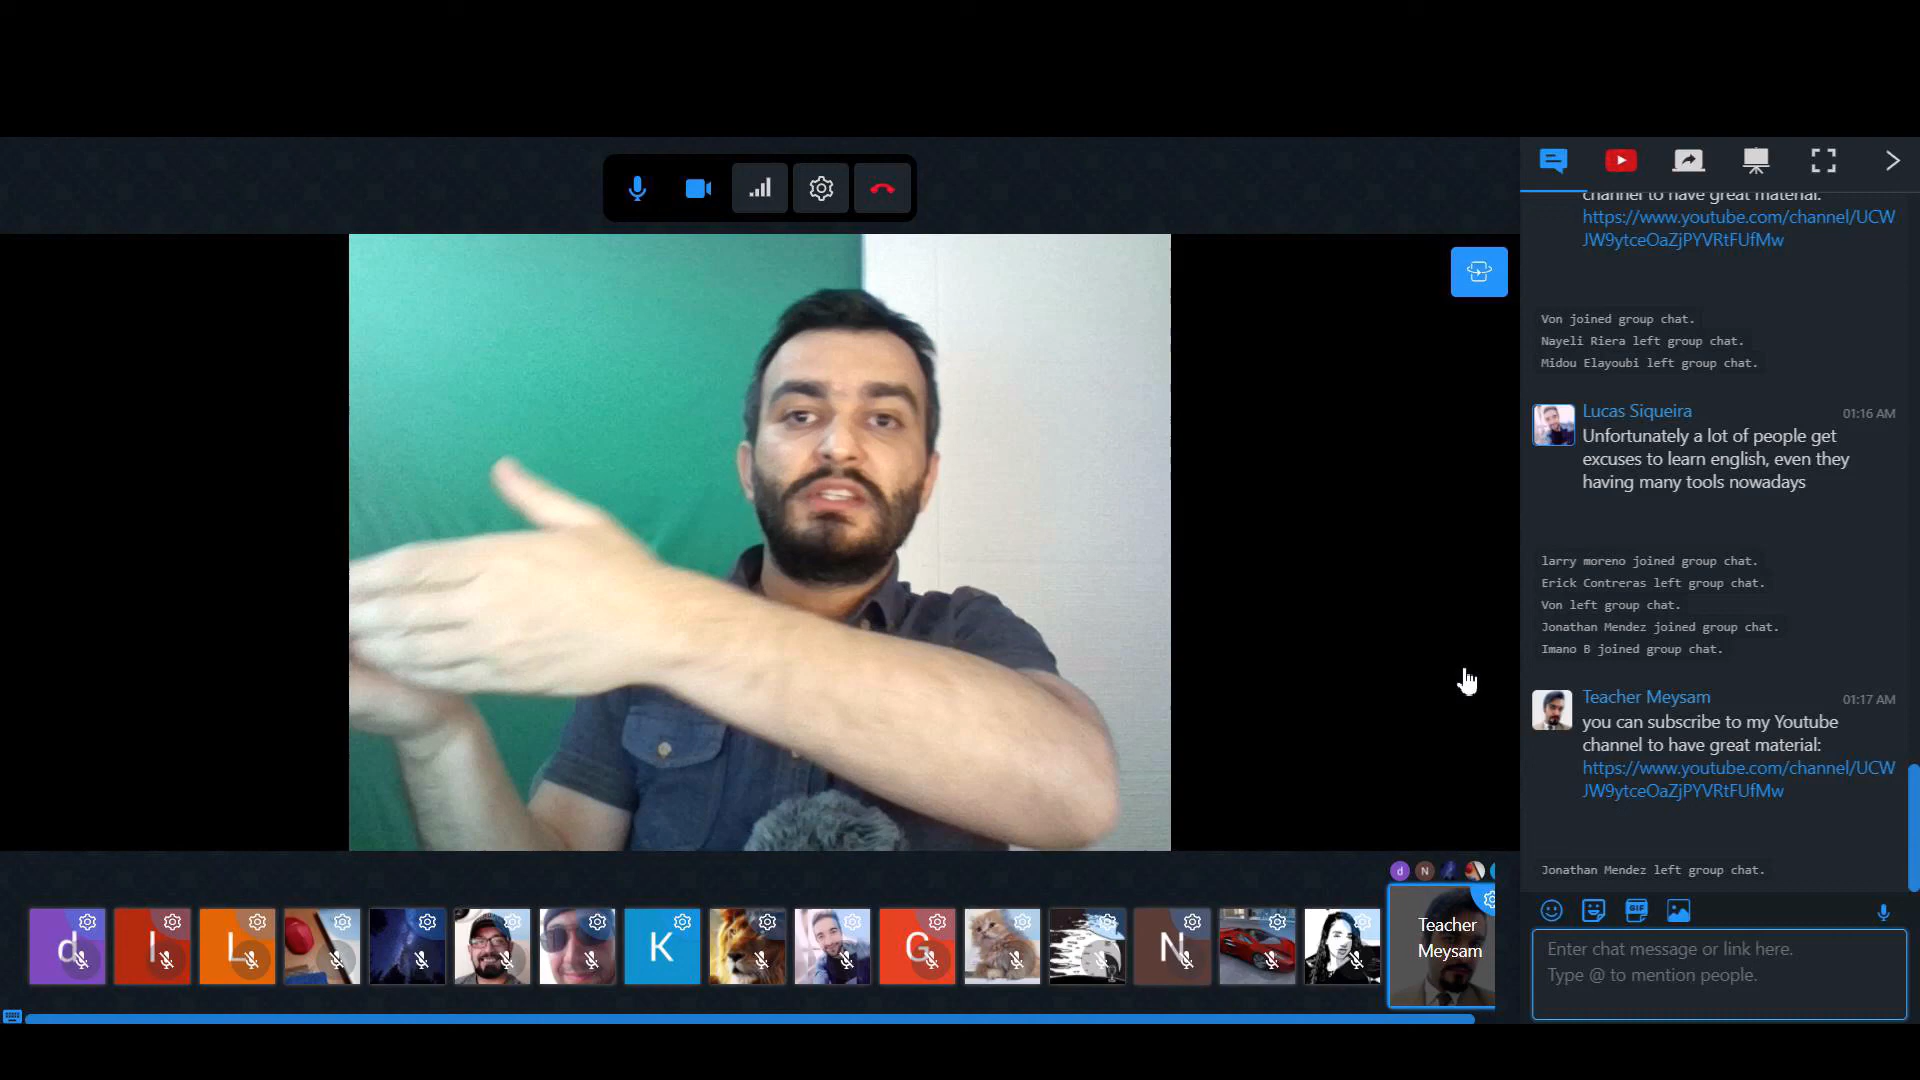 channel to have great material:
https://www.youtube.com/channel/UCW
JW9ytceOaZjPYVRtFUfMw
Von joined group chat.
Nayeli Riera left group chat.
Midou Elayoubi left group chat.
Lucas Siqueira 01:16 AM
Unfortunately a lot of people get
excuses to learn english, even they
having many tools nowadays
larry moreno joined group chat.
Erick Contreras left group chat.
Von left group chat.
Jonathan Mendez joined group chat.
Imano B joined group chat.
Teacher Meysam 01:17 AM
you can subscribe to my Youtube
channel to have great material:
https://www.youtube.com/channel/UCW
JW9ytceOaZjPYVRtFUfMw
Jonathan Mendez left group chat.
GIF
Enter chat message or link here.
Type @ to mention people.
d N
d I L K G N
Teacher
Meysam